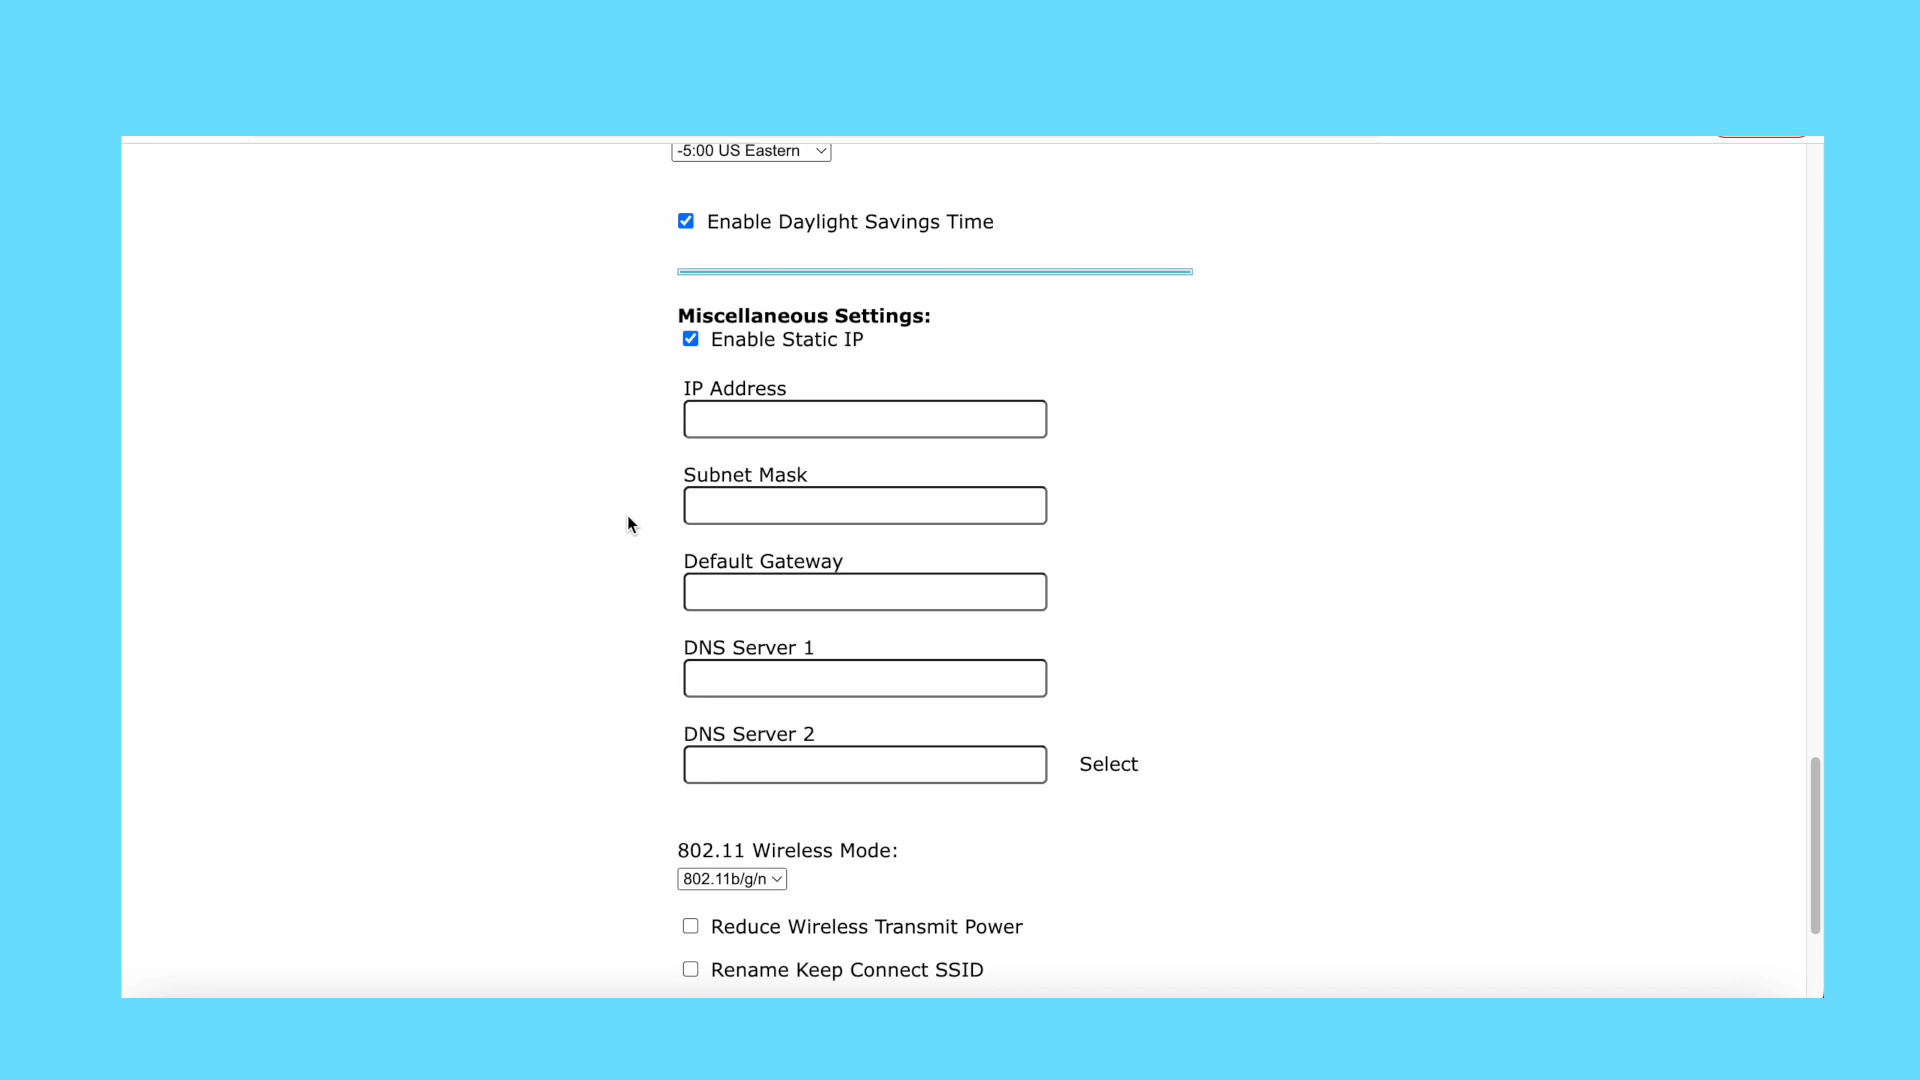 -5:00 US Eastern
Enable Daylight Savings Time
Miscellaneous Settings:
Enable Static IP
IP Address
Subnet Mask
Default Gateway
DNS Server 1
DNS Server 2
Select
802.11 Wireless Mode:
802.11b/g/n
Reduce Wireless Transmit Power
Rename Keep Connect SSID